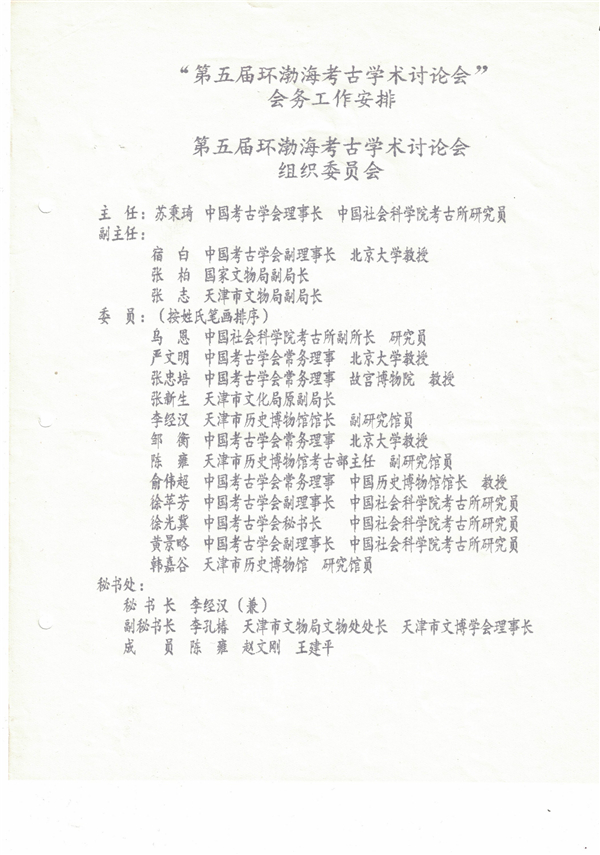 “第五届环渤海考古学术讨论会”
会务工作安排
第五届环渤海考古学术讨论会
组织委员会
主　任：苏秉琦　中国考古学会理事长　中国社会科学院考古所研究员
副主任：
宿　白　中国考古学会副理事长　北京大学教授
张　柏　国家文物局副局长
张　志　天津市文物局副局长
委　员：（按姓氏笔画排序）
乌　恩　中国社会科学院考古所副所长　研究员
严文明　中国考古学会常务理事　北京大学教授
张忠培　中国考古学会常务理事　故宫博物院　教授
张新生　天津市文化局原副局长
李经汉　天津市历史博物馆馆长　副研究馆员
邹　衡　中国考古学会常务理事　北京大学教授
陈　雍　天津市历史博物馆考古部主任　副研究馆员
俞伟超　中国考古学会常务理事　中国历史博物馆馆长　教授
徐苹芳　中国考古学会副理事长　中国社会科学院考古所研究员
徐光冀　中国考古学会秘书长　中国社会科学院考古所研究员
黄景略　中国考古学会副理事长　中国社会科学院考古所研究员
韩嘉谷　天津市历史博物馆　研究馆员
秘书处：
秘 书 长　李经汉（兼）
副秘书长　李孔椿　天津市文物局文物处处长　天津市文博学会理事长
成　　员　陈　雍　赵文刚　王建平